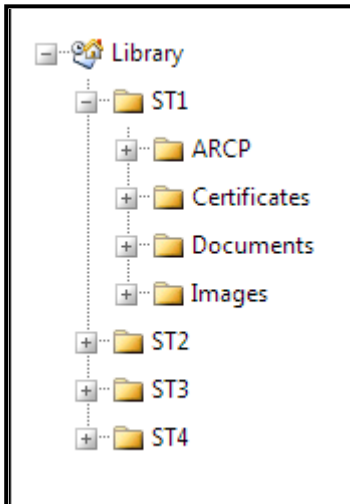 Library
ST1
ARCP
Certificates
Documents
Images
ST2
ST3
ST4